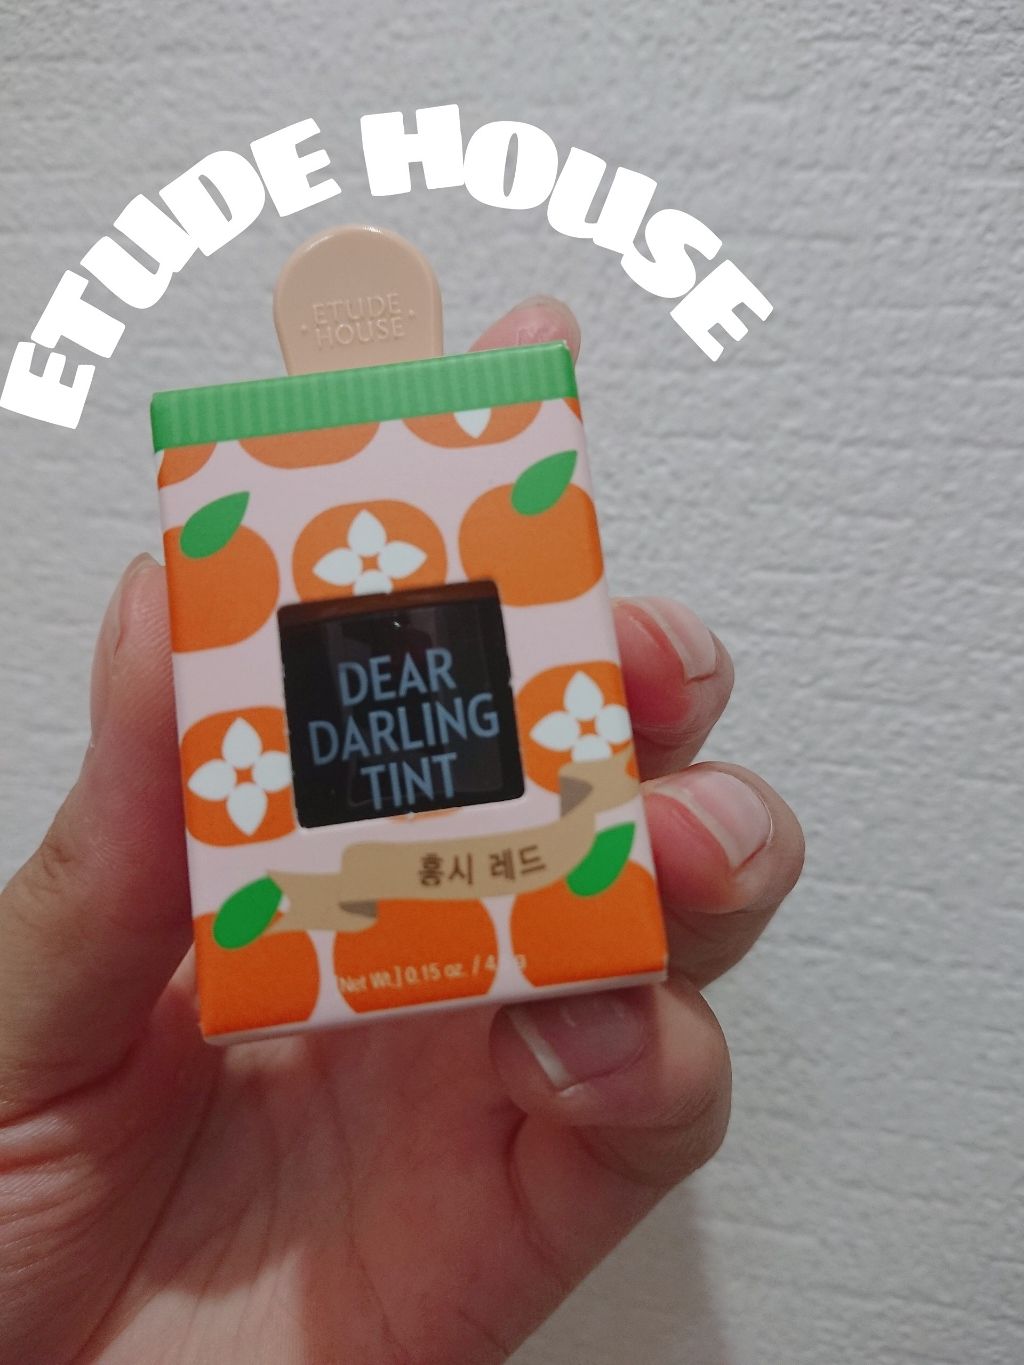 ETUDE HOUSE
ETUDE
HOUSE
DEAR
DARLING
TINT
홍시 레드
[Net Wt.] 0.15 oz. /